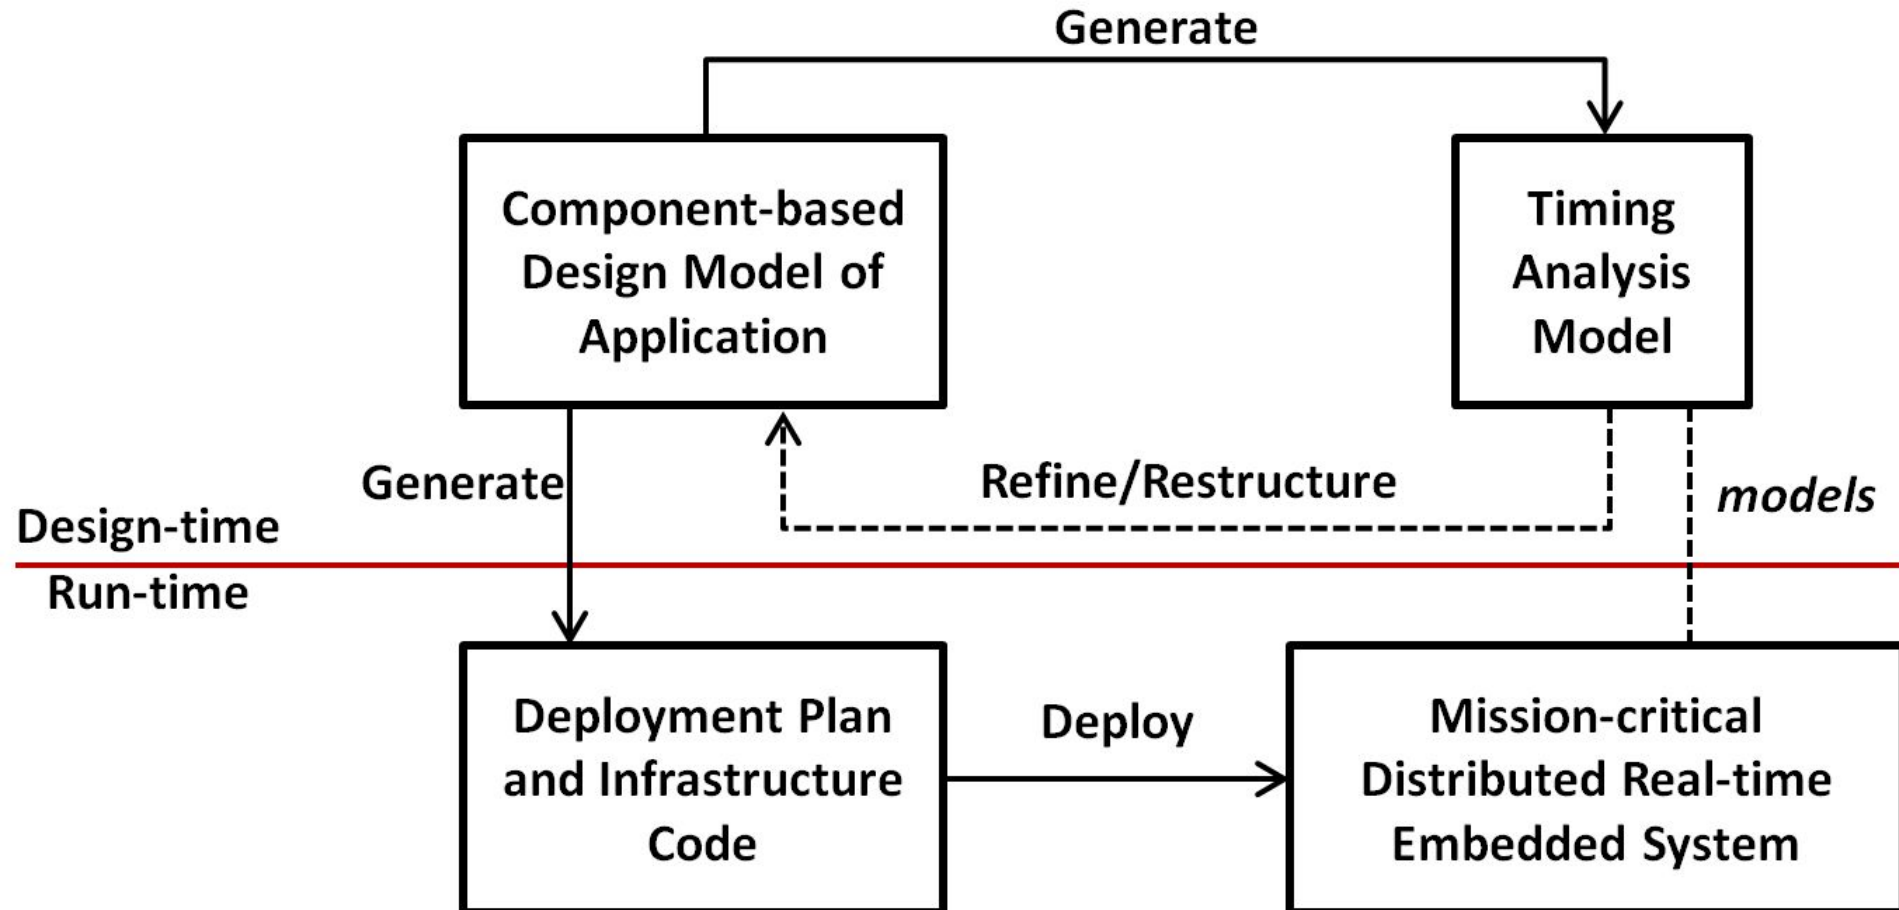 Generate
Component-based
Design Model of
Application
Timing
Analysis
Model
Generate
Refine/Restructure
models
Design-time
Run-time
Deployment Plan
and Infrastructure
Code
Deploy
Mission-critical
Distributed Real-time
Embedded System